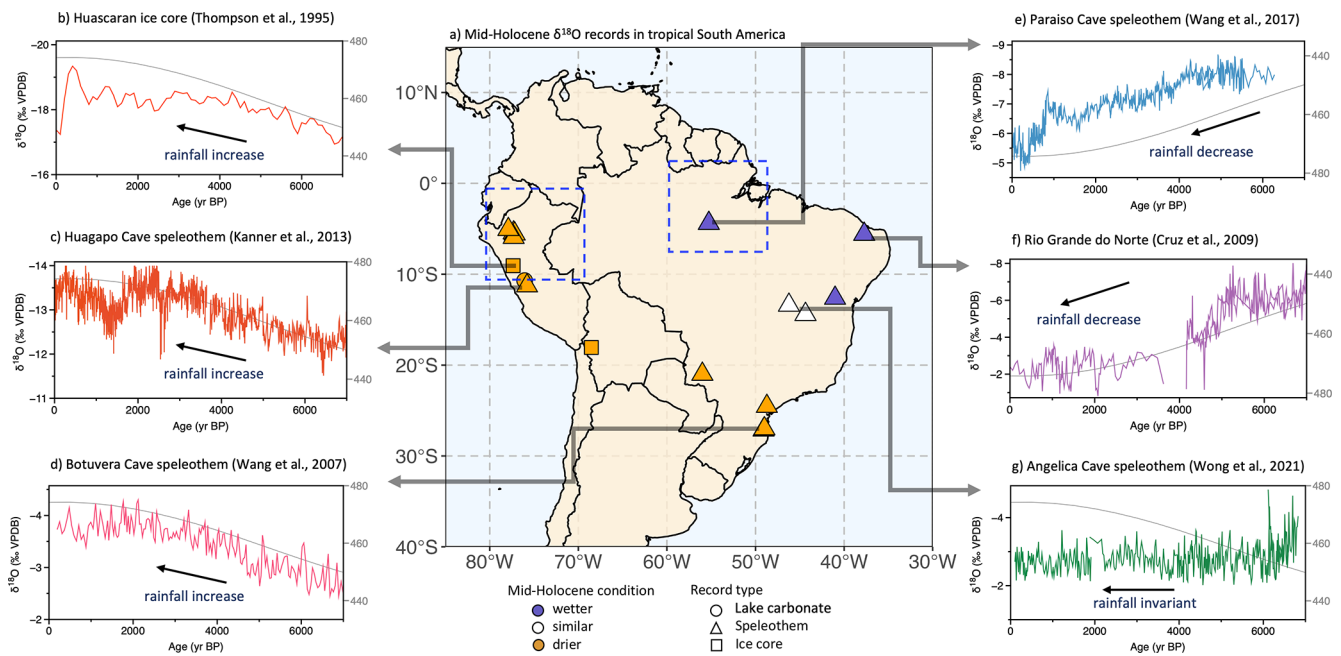 b) Huascaran ice core (Thompson et al., 1995)
−20
−18
−16
480
460
440
δ¹⁸O (‰ VPDB)
rainfall increase
0
2000
4000
6000
Age (yr BP)
c) Huagapo Cave speleothem (Kanner et al., 2013)
−14
−13
−12
−11
480
460
440
δ¹⁸O (‰ VPDB)
rainfall increase
0
2000
4000
6000
Age (yr BP)
d) Botuvera Cave speleothem (Wang et al., 2007)
−4
−3
−2
480
460
440
δ¹⁸O (‰ VPDB)
rainfall increase
0
2000
4000
6000
Age (yr BP)
a) Mid-Holocene δ¹⁸O records in tropical South America
10°N
0°
10°S
20°S
30°S
40°S
80°W
70°W
60°W
50°W
40°W
30°W
Mid-Holocene condition
wetter
similar
drier
Record type
Lake carbonate
Speleothem
Ice core
e) Paraiso Cave speleothem (Wang et al., 2017)
−9
−8
−7
−6
−5
440
460
480
δ¹⁸O (‰ VPDB)
rainfall decrease
0
2000
4000
6000
Age (yr BP)
f) Rio Grande do Norte (Cruz et al., 2009)
−8
−6
−4
−2
440
460
480
δ¹⁸O (‰ VPDB)
rainfall decrease
0
2000
4000
6000
Age (yr BP)
g) Angelica Cave speleothem (Wong et al., 2021)
−4
−2
480
460
440
δ¹⁸O (‰ VPDB)
rainfall invariant
0
2000
4000
6000
Age (yr BP)